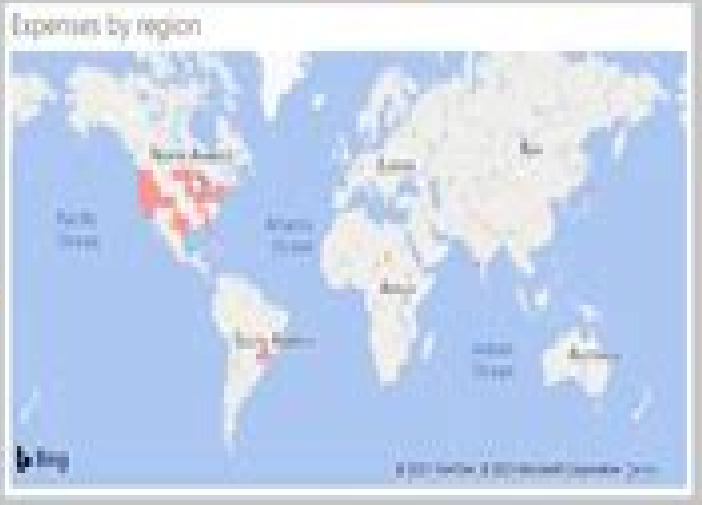 Expenses by region
North America
Europe
Asia
Pacific
Ocean
Atlantic
Ocean
Africa
South America
Indian
Ocean
Australia
Bing